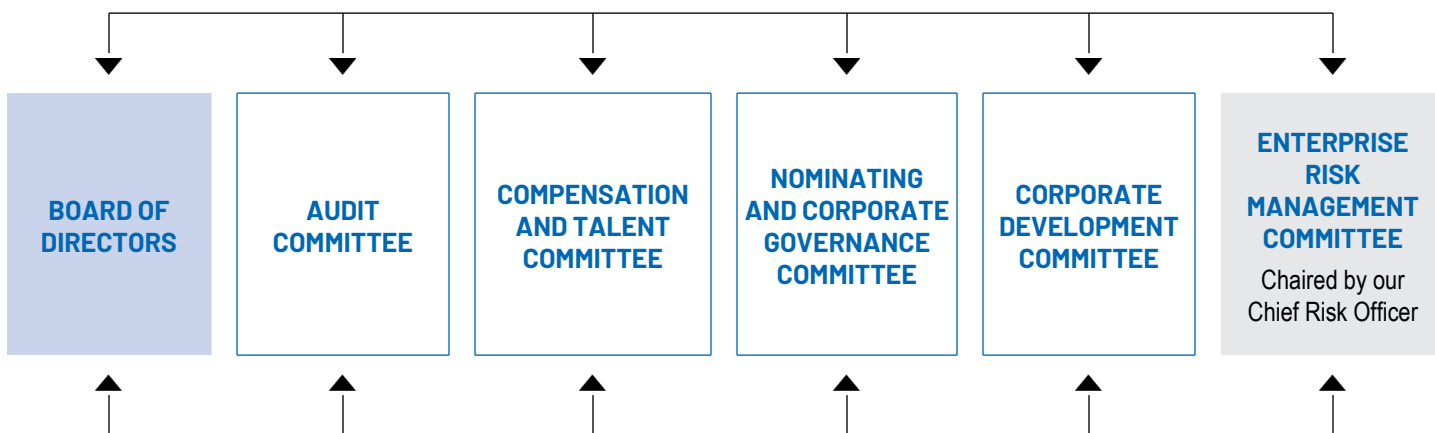 BOARD OF
DIRECTORS
AUDIT
COMMITTEE
COMPENSATION
AND TALENT
COMMITTEE
NOMINATING
AND CORPORATE
GOVERNANCE
COMMITTEE
CORPORATE
DEVELOPMENT
COMMITTEE
ENTERPRISE
RISK
MANAGEMENT
COMMITTEE
Chaired by our
Chief Risk Officer